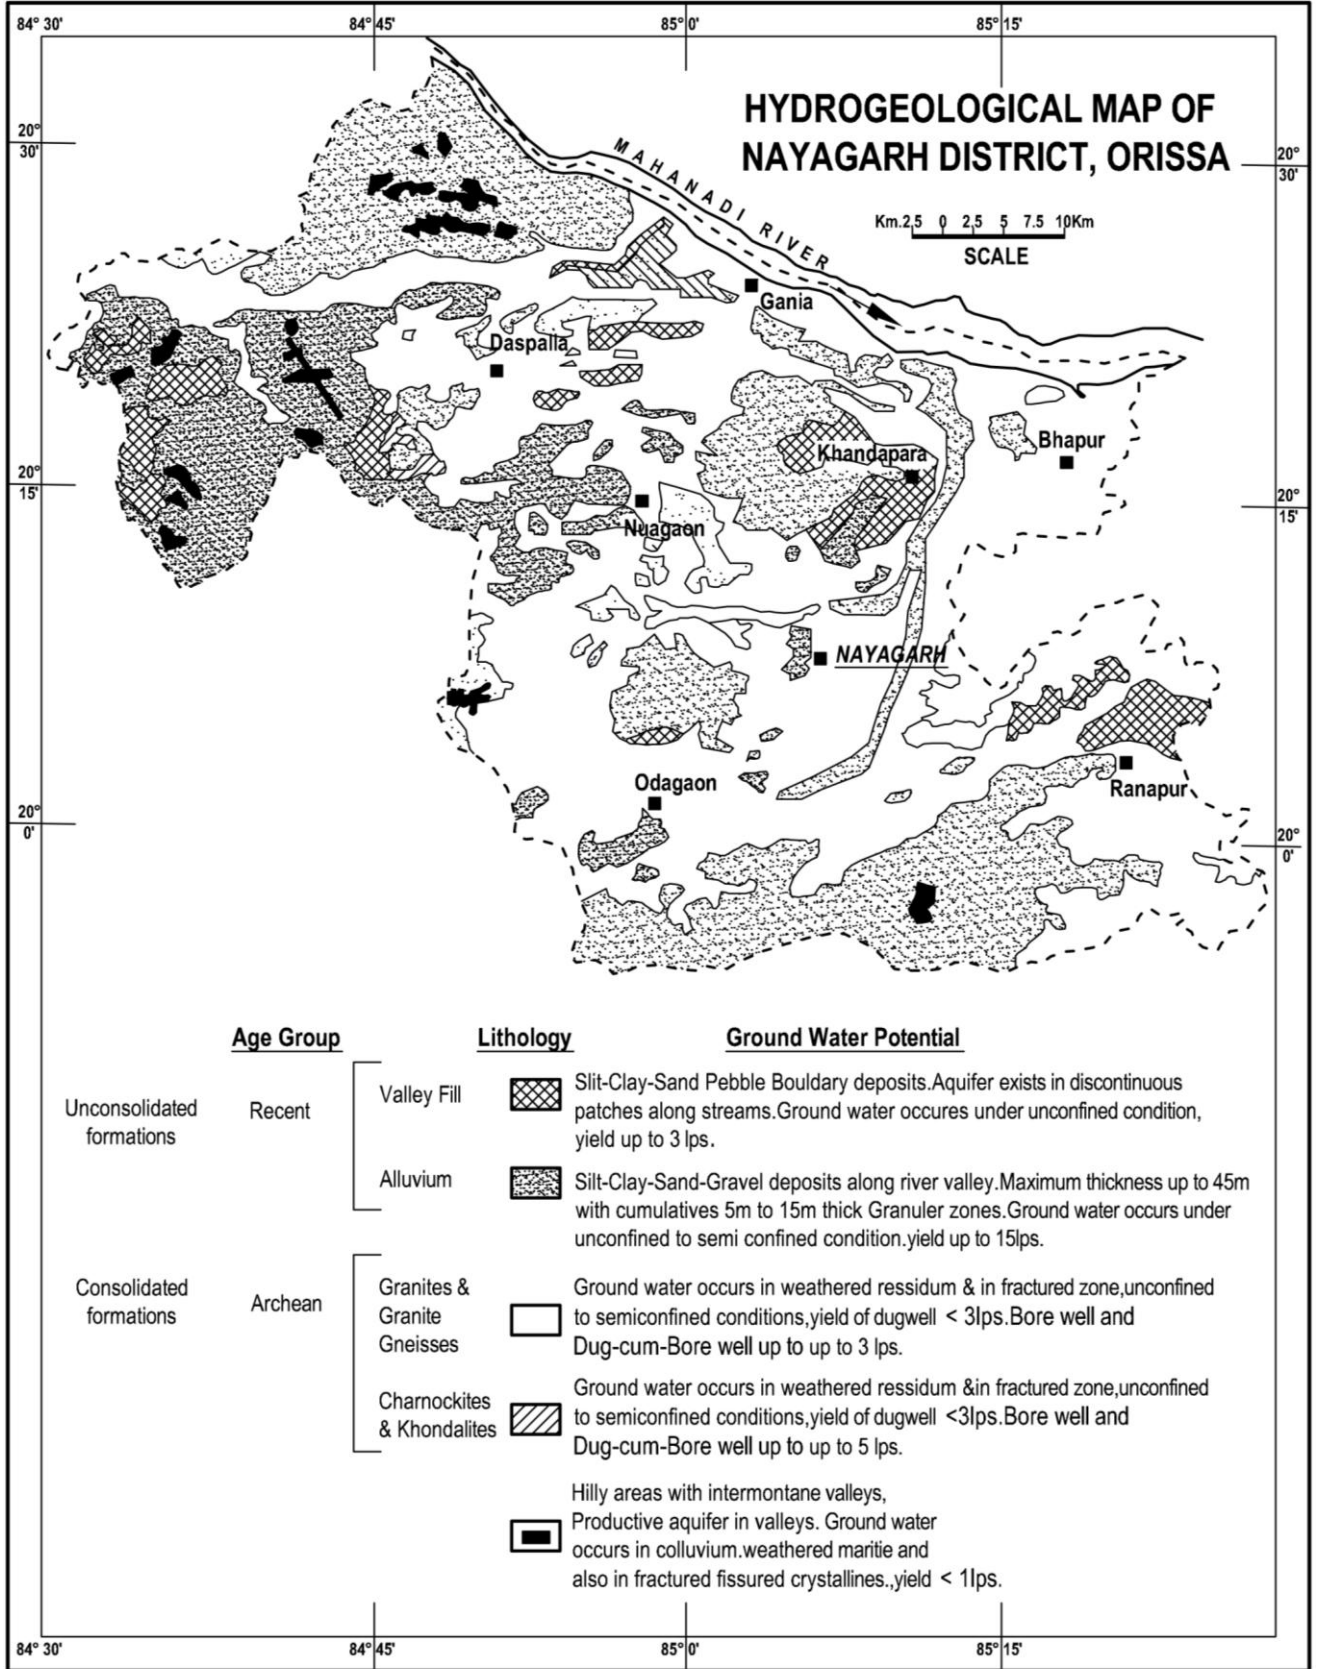 84° 30'
84° 45'
85° 0'
85° 15'
HYDROGEOLOGICAL MAP OF
NAYAGARH DISTRICT, ORISSA
20°
30'
20°
30'
MAHANADI RIVER
Km.2.5 0 2.5 5 7.5 10Km
SCALE
Gania
Daspalla
Bhapur
Khandapara
20°
15'
20°
15'
Nuagaon
NAYAGARH
Odagaon
Ranapur
20°
0'
20°
0'
Age Group
Lithology
Ground Water Potential
Unconsolidated
formations
Recent
Valley Fill
Slit-Clay-Sand Pebble Bouldary deposits.Aquifer exists in discontinuous
patches along streams.Ground water occures under unconfined condition,
yield up to 3 lps.
Alluvium
Silt-Clay-Sand-Gravel deposits along river valley.Maximum thickness up to 45m
with cumulatives 5m to 15m thick Granuler zones.Ground water occurs under
unconfined to semi confined condition.yield up to 15lps.
Consolidated
formations
Archean
Granites &
Granite
Gneisses
Ground water occurs in weathered ressidum & in fractured zone,unconfined
to semiconfined conditions,yield of dugwell < 3lps.Bore well and
Dug-cum-Bore well up to up to 3 lps.
Charnockites
& Khondalites
Ground water occurs in weathered ressidum &in fractured zone,unconfined
to semiconfined conditions,yield of dugwell <3lps.Bore well and
Dug-cum-Bore well up to up to 5 lps.
Hilly areas with intermontane valleys,
Productive aquifer in valleys. Ground water
occurs in colluvium.weathered maritie and
also in fractured fissured crystallines.,yield < 1lps.
84° 30'
84° 45'
85° 0'
85° 15'